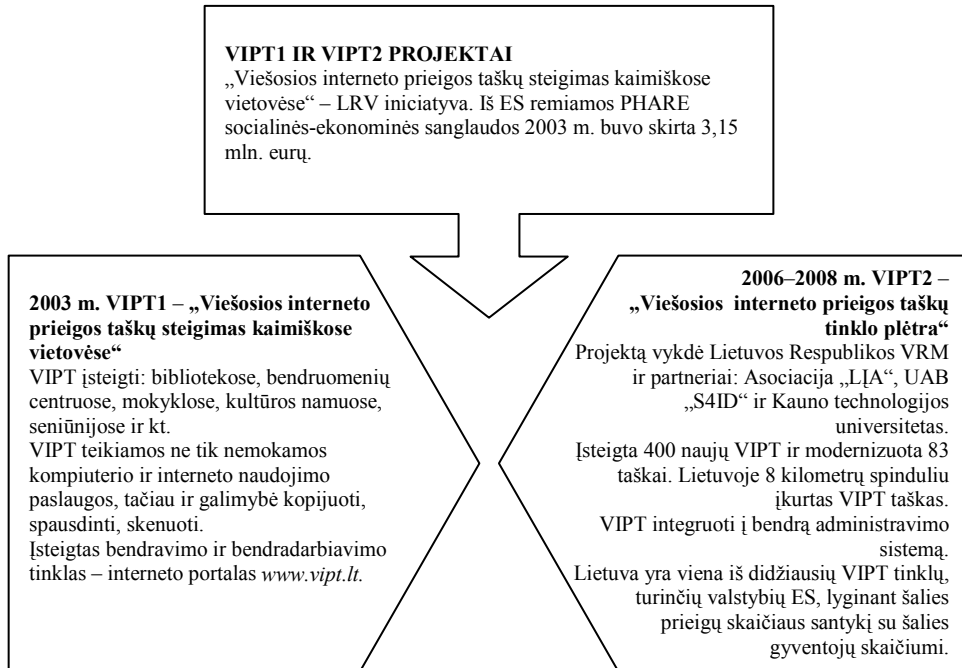 VIPT1 IR VIPT2 PROJEKTAI
„Viešosios interneto prieigos taškų steigimas kaimiškose
vietovėse“ – LRV iniciatyva. Iš ES remiamos PHARE
socialinės-ekonominės sanglaudos 2003 m. buvo skirta 3,15
mln. eurų.
2003 m. VIPT1 – „Viešosios interneto
prieigos taškų steigimas kaimiškose
vietovėse“
VIPT įsteigti: bibliotekose, bendruomenių
centruose, mokyklose, kultūros namuose,
seniūnijose ir kt.
VIPT teikiamos ne tik nemokamos
kompiuterio ir interneto naudojimo
paslaugos, tačiau ir galimybė kopijuoti,
spausdinti, skenuoti.
Įsteigtas bendravimo ir bendradarbiavimo
tinklas – interneto portalas www.vipt.lt.
2006–2008 m. VIPT2 –
„Viešosios interneto prieigos taškų
tinklo plėtra“
Projektą vykdė Lietuvos Respublikos VRM
ir partneriai: Asociacija „LĮA“, UAB
„S4ID“ ir Kauno technologijos
universitetas.
Įsteigta 400 naujų VIPT ir modernizuota 83
taškai. Lietuvoje 8 kilometrų spinduliu
įkurtas VIPT taškas.
VIPT integruoti į bendrą administravimo
sistemą.
Lietuva yra viena iš didžiausių VIPT tinklų,
turinčių valstybių ES, lyginant šalies
prieigų skaičiaus santykį su šalies
gyventojų skaičiumi.